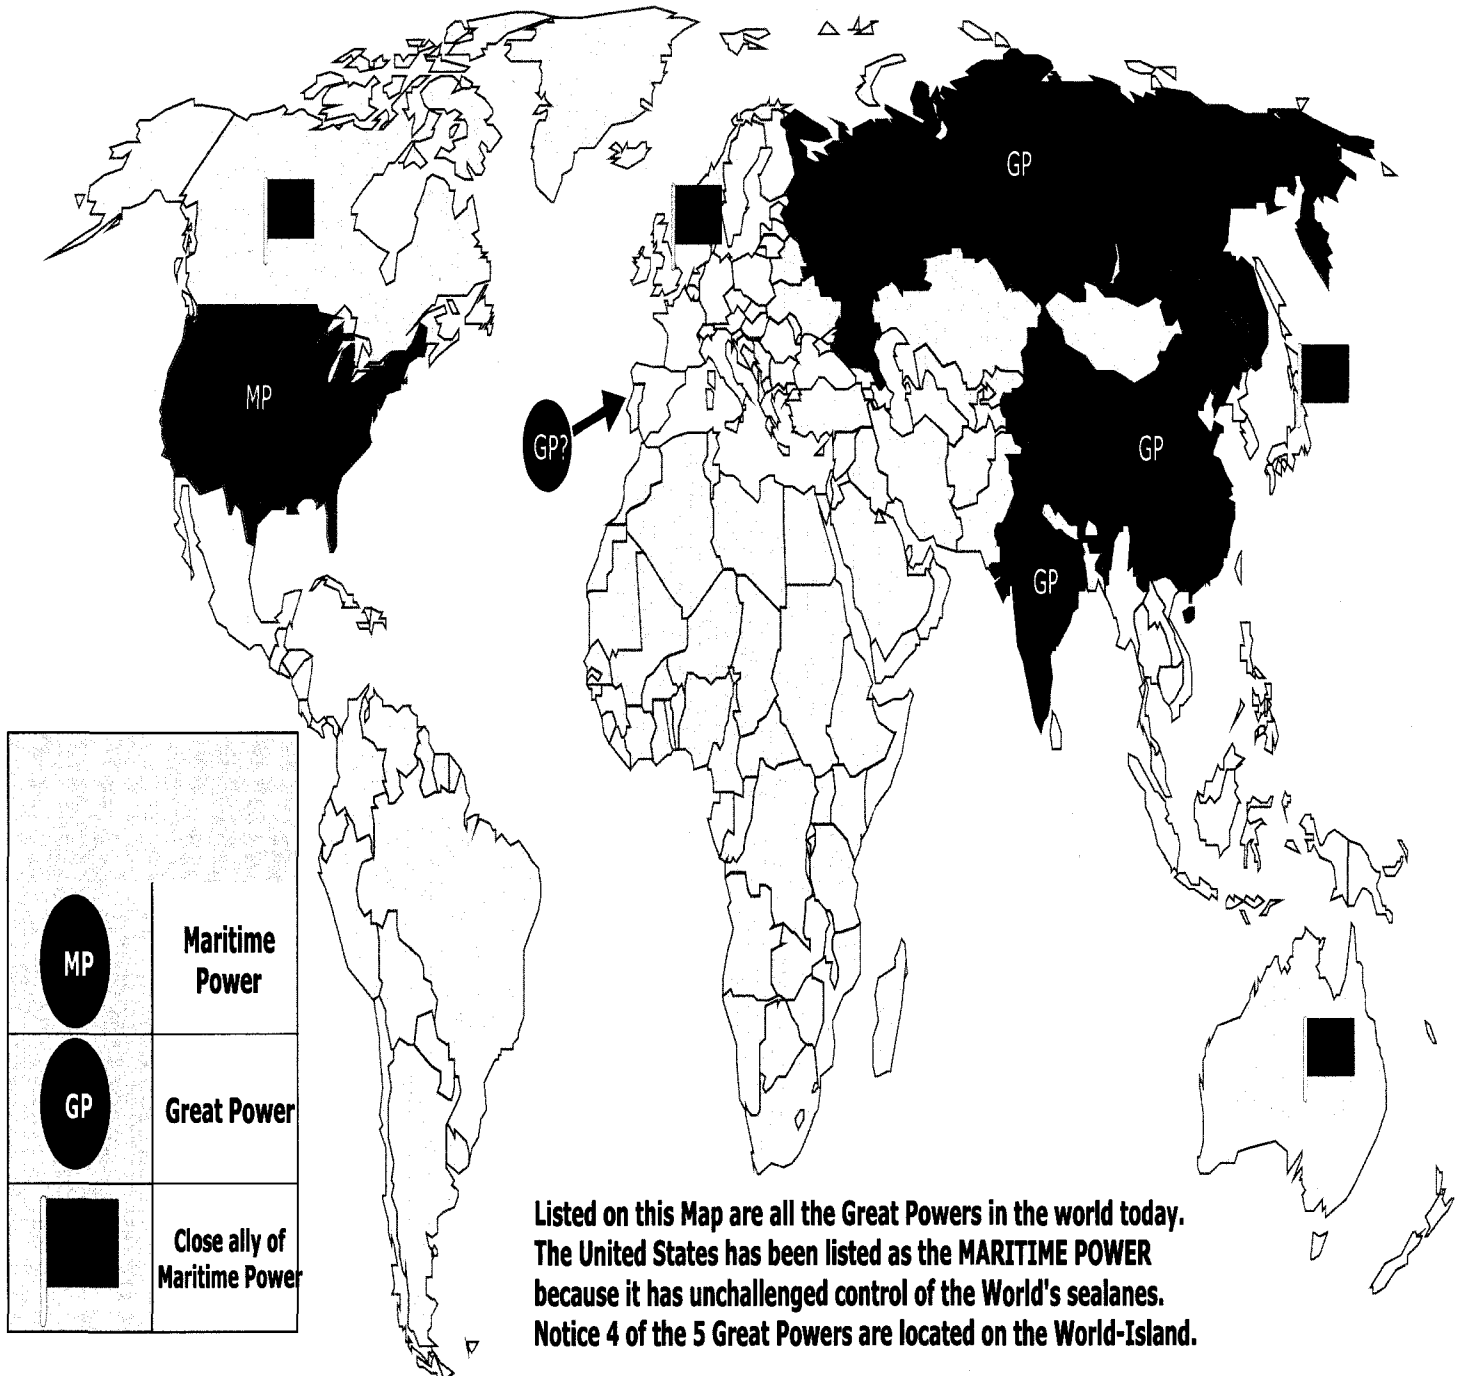 GP
MP
GP?
GP
GP
MP
Maritime
Power
GP
Great Power
Close ally of
Maritime Power
Listed on this Map are all the Great Powers in the world today.
The United States has been listed as the MARITIME POWER
because it has unchallenged control of the World's sealanes.
Notice 4 of the 5 Great Powers are located on the World-Island.